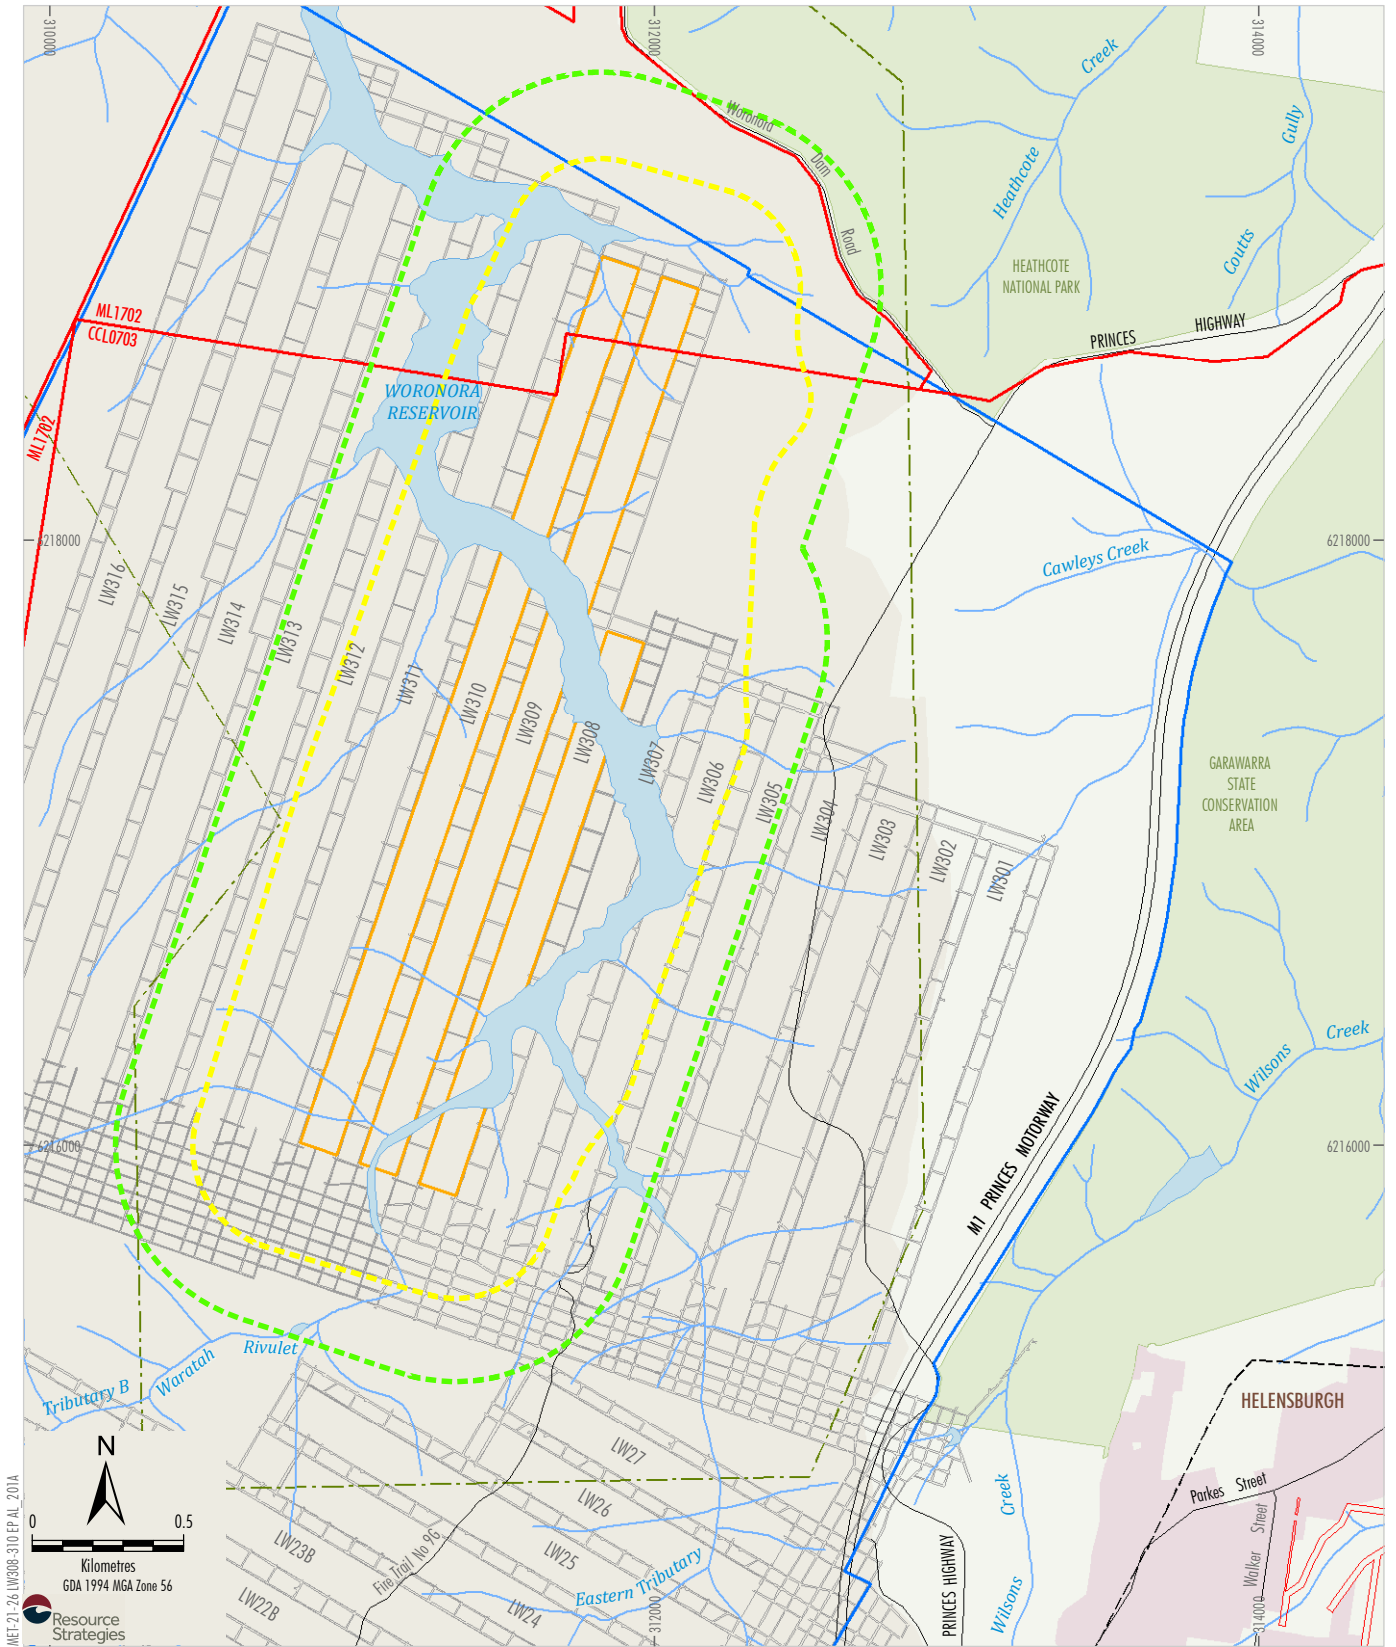 310000
312000
314000
Creek
Gully
Woronora
Dam
Road
Heathcote
Coutts
HEATHCOTE
NATIONAL PARK
ML1702
CCL0703
PRINCES
HIGHWAY
WORONORA
RESERVOIR
ML1702
6218000
6218000
Cawleys Creek
LW316
LW315
LW314
LW313
LW312
LW311
LW310
LW309
LW308
LW307
LW306
LW305
LW304
LW303
LW302
LW301
GARAWARRA
STATE
CONSERVATION
AREA
Wilsons
Creek
M1 PRINCES MOTORWAY
6216000
6216000
Rivulet
Waratah
Tributary B
HELENSBURGH
Parkes Street
Walker Street
Creek
Wilsons
PRINCES HIGHWAY
LW27
LW26
LW25
LW24
LW23B
LW22B
Fire Trail No 9G
Eastern Tributary
312000
314000
N
0
0.5
Kilometres
GDA 1994 MGA Zone 56
Resource
Strategies
MET-21-26 LW308-310 EP AL_201A